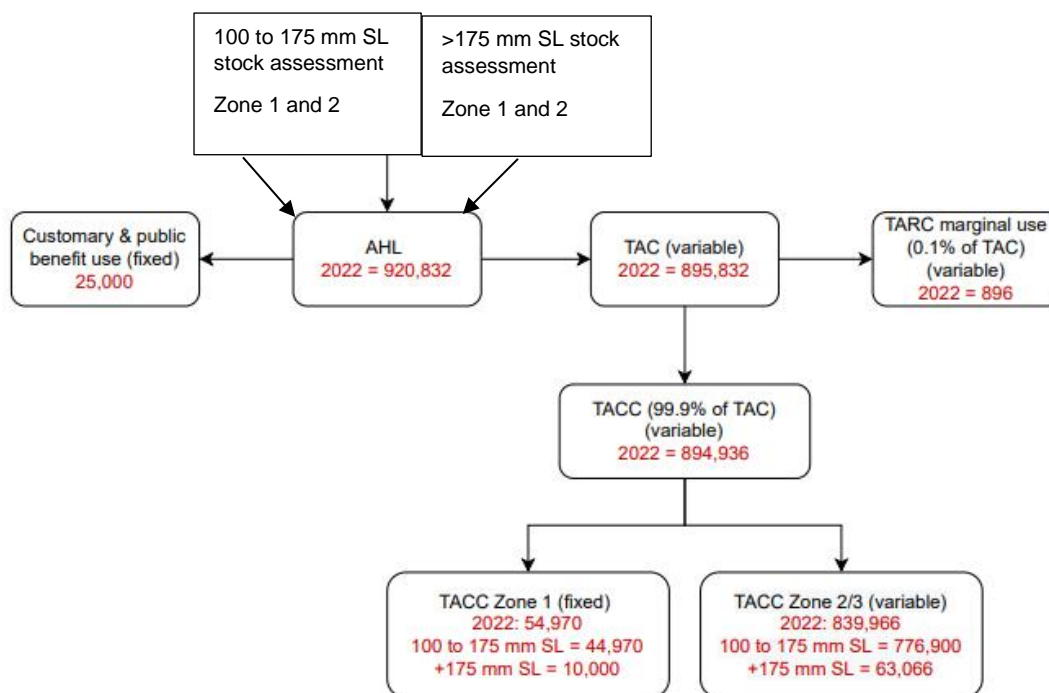 100 to 175 mm SL
stock assessment
Zone 1 and 2
>175 mm SL stock
assessment
Zone 1 and 2
Customary & public
benefit use (fixed)
25,000
AHL
2022 = 920,832
TAC (variable)
2022 = 895,832
TARC marginal use
(0.1% of TAC)
(variable)
2022 = 896
TACC (99.9% of TAC)
(variable)
2022 = 894,936
TACC Zone 1 (fixed)
2022: 54,970
100 to 175 mm SL = 44,970
+175 mm SL = 10,000
TACC Zone 2/3 (variable)
2022: 839,966
100 to 175 mm SL = 776,900
+175 mm SL = 63,066